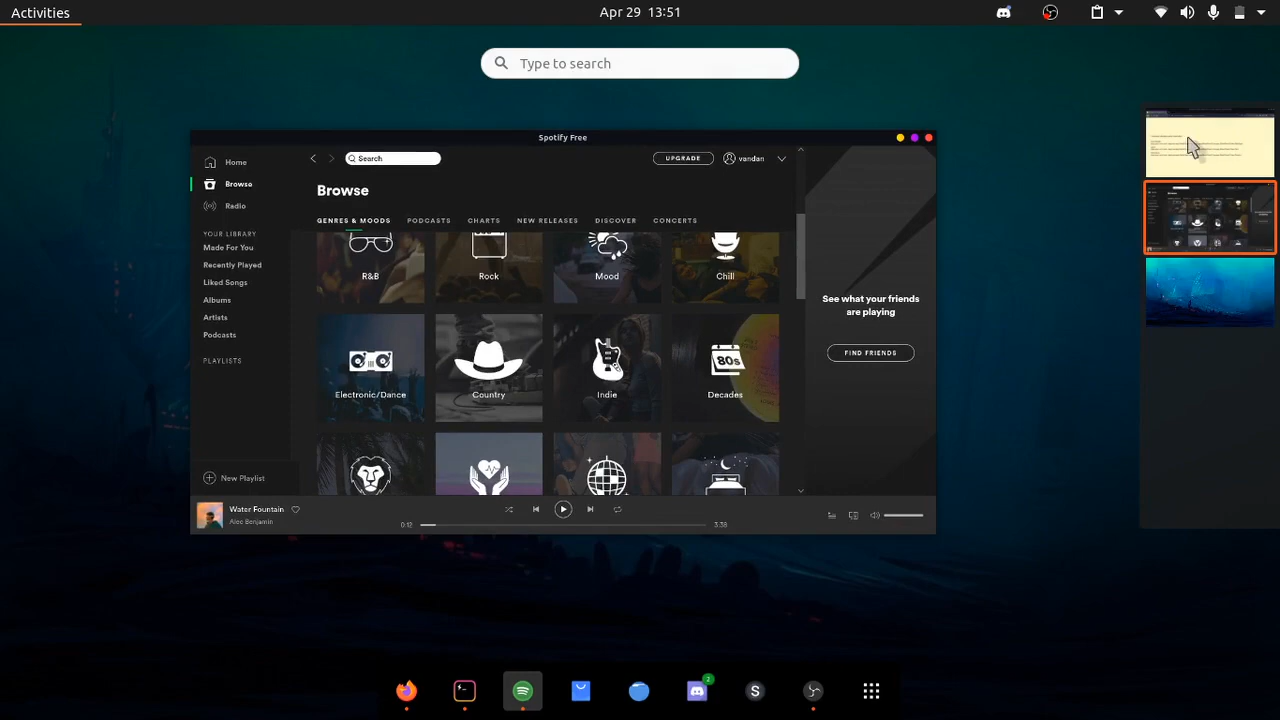 Activities
Apr 29 13:51
Type to search
Spotify Free
Home
Browse
Radio
YOUR LIBRARY
Made For You
Recently Played
Liked Songs
Albums
Artists
Podcasts
PLAYLISTS
New Playlist
Search
UPGRADE
vandan
Browse
GENRES & MOODS PODCASTS CHARTS NEW RELEASES DISCOVER CONCERTS
R&B Rock Mood Chill
80s
Electronic/Dance Country Indie Decades
See what your friends
are playing
FIND FRIENDS
Water Fountain
Alec Benjamin
0:12
3:38
2
S